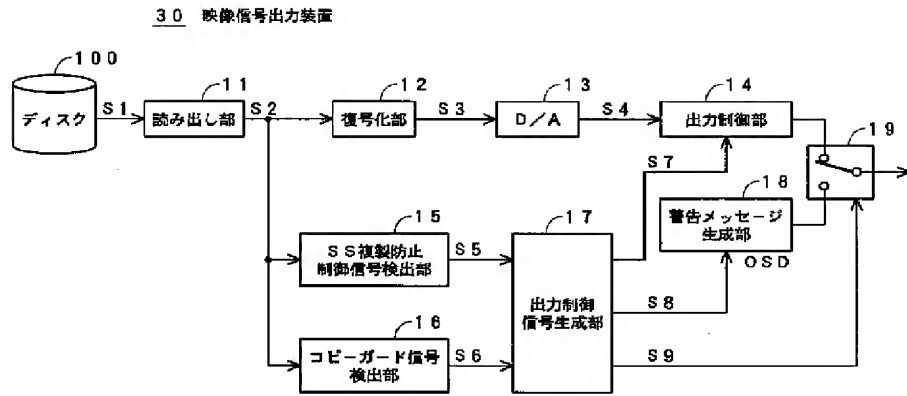 30 映像信号出力装置
100
ディスク
S1
11
読み出し部
S2
12
復号化部
S3
13
D/A
S4
14
出力制御部
19
S7
18
警告メッセージ
生成部
OSD
15
SS複製防止
制御信号検出部
S5
17
出力制御
信号生成部
S8
16
コピーガード信号
検出部
S6
S9